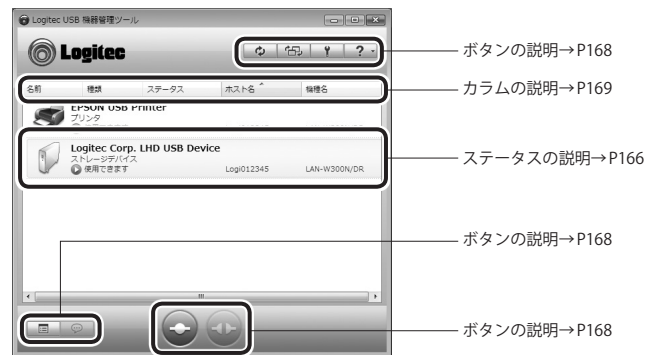 Logitec USB 機器管理ツール
Logitec
ボタンの説明→P168
名前 種類 ステータス ホスト名 機種名
カラムの説明→P169
EPSON USB Printer
プリンタ
Logitec Corp. LHD USB Device
ストレージデバイス
使用できます Logi012345 LAN-W300N/DR
ステータスの説明→P166
ボタンの説明→P168
ボタンの説明→P168